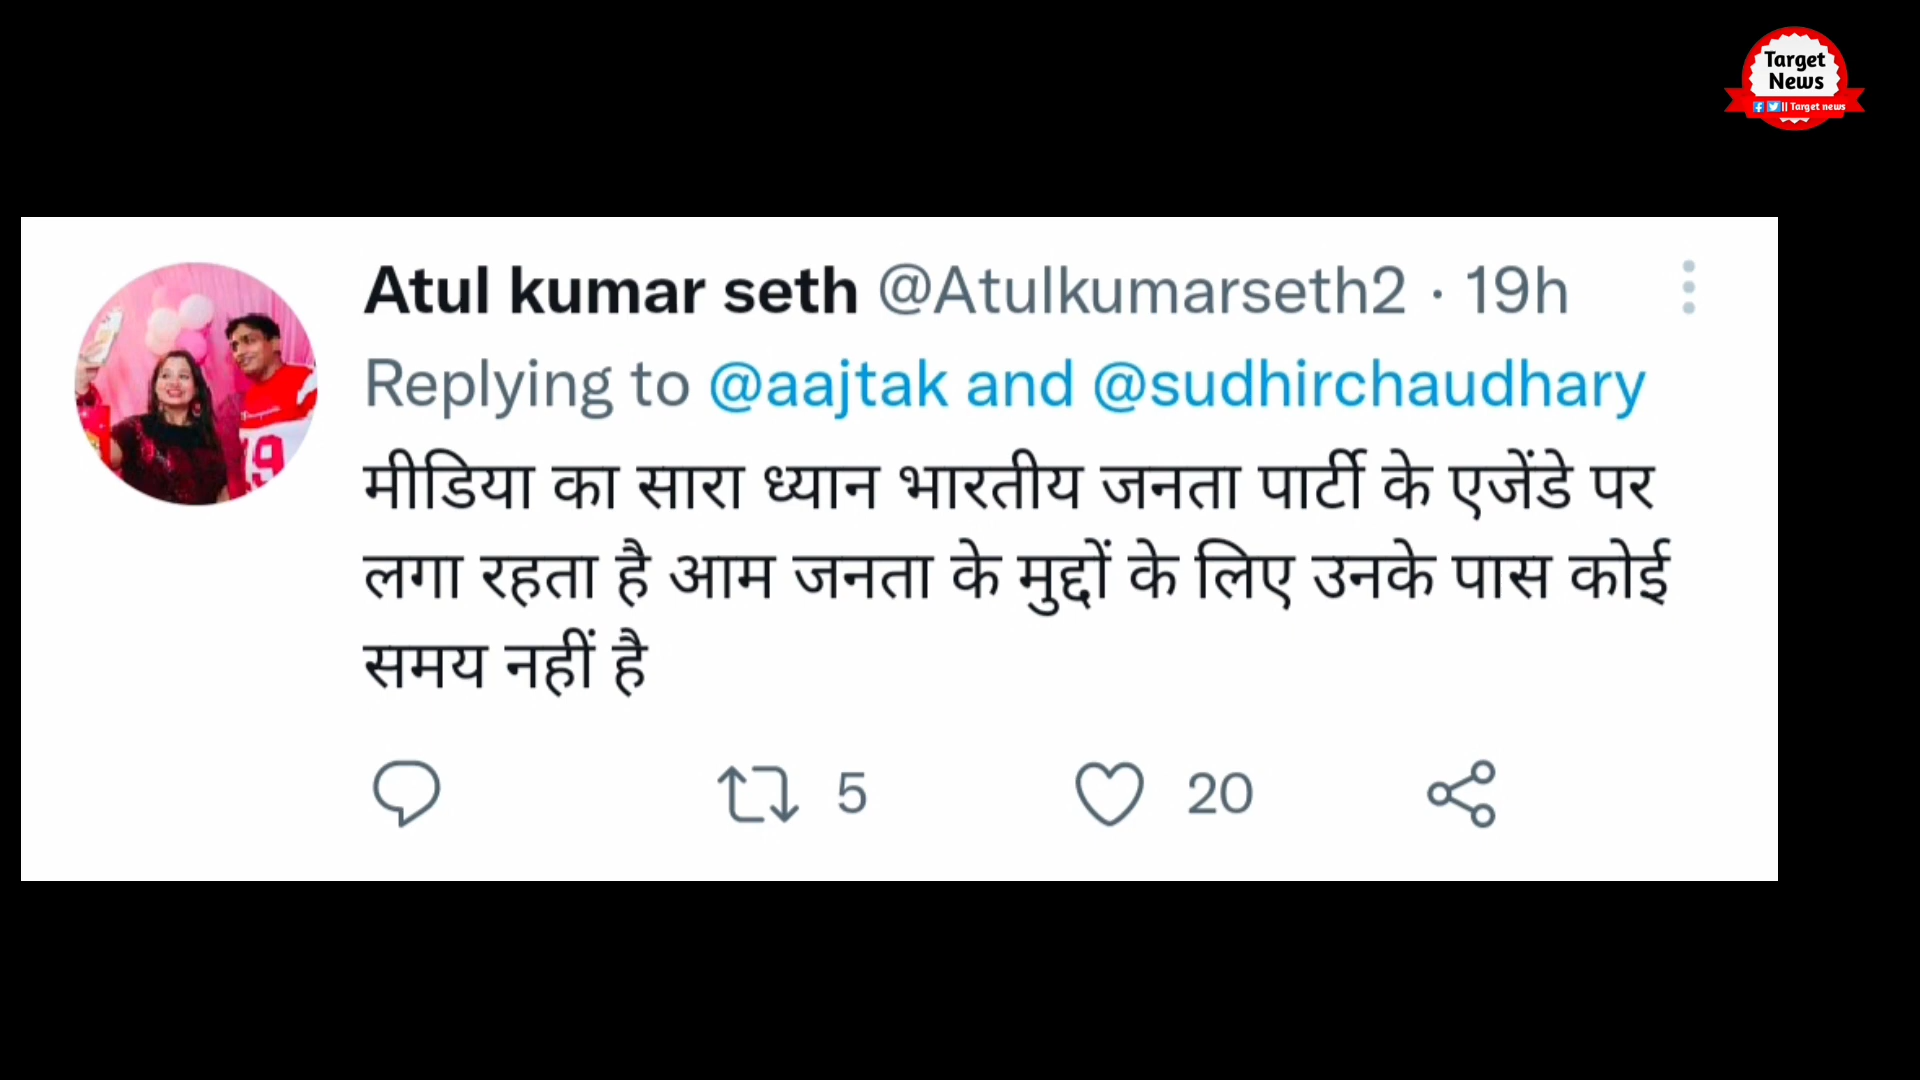 Target
News
|| Target news
Atul kumar seth @Atulkumarseth2 · 19h
Replying to @aajtak and @sudhirchaudhary
मीडिया का सारा ध्यान भारतीय जनता पार्टी के एजेंडे पर
लगा रहता है आम जनता के मुद्दों के लिए उनके पास कोई
समय नहीं है
5 20